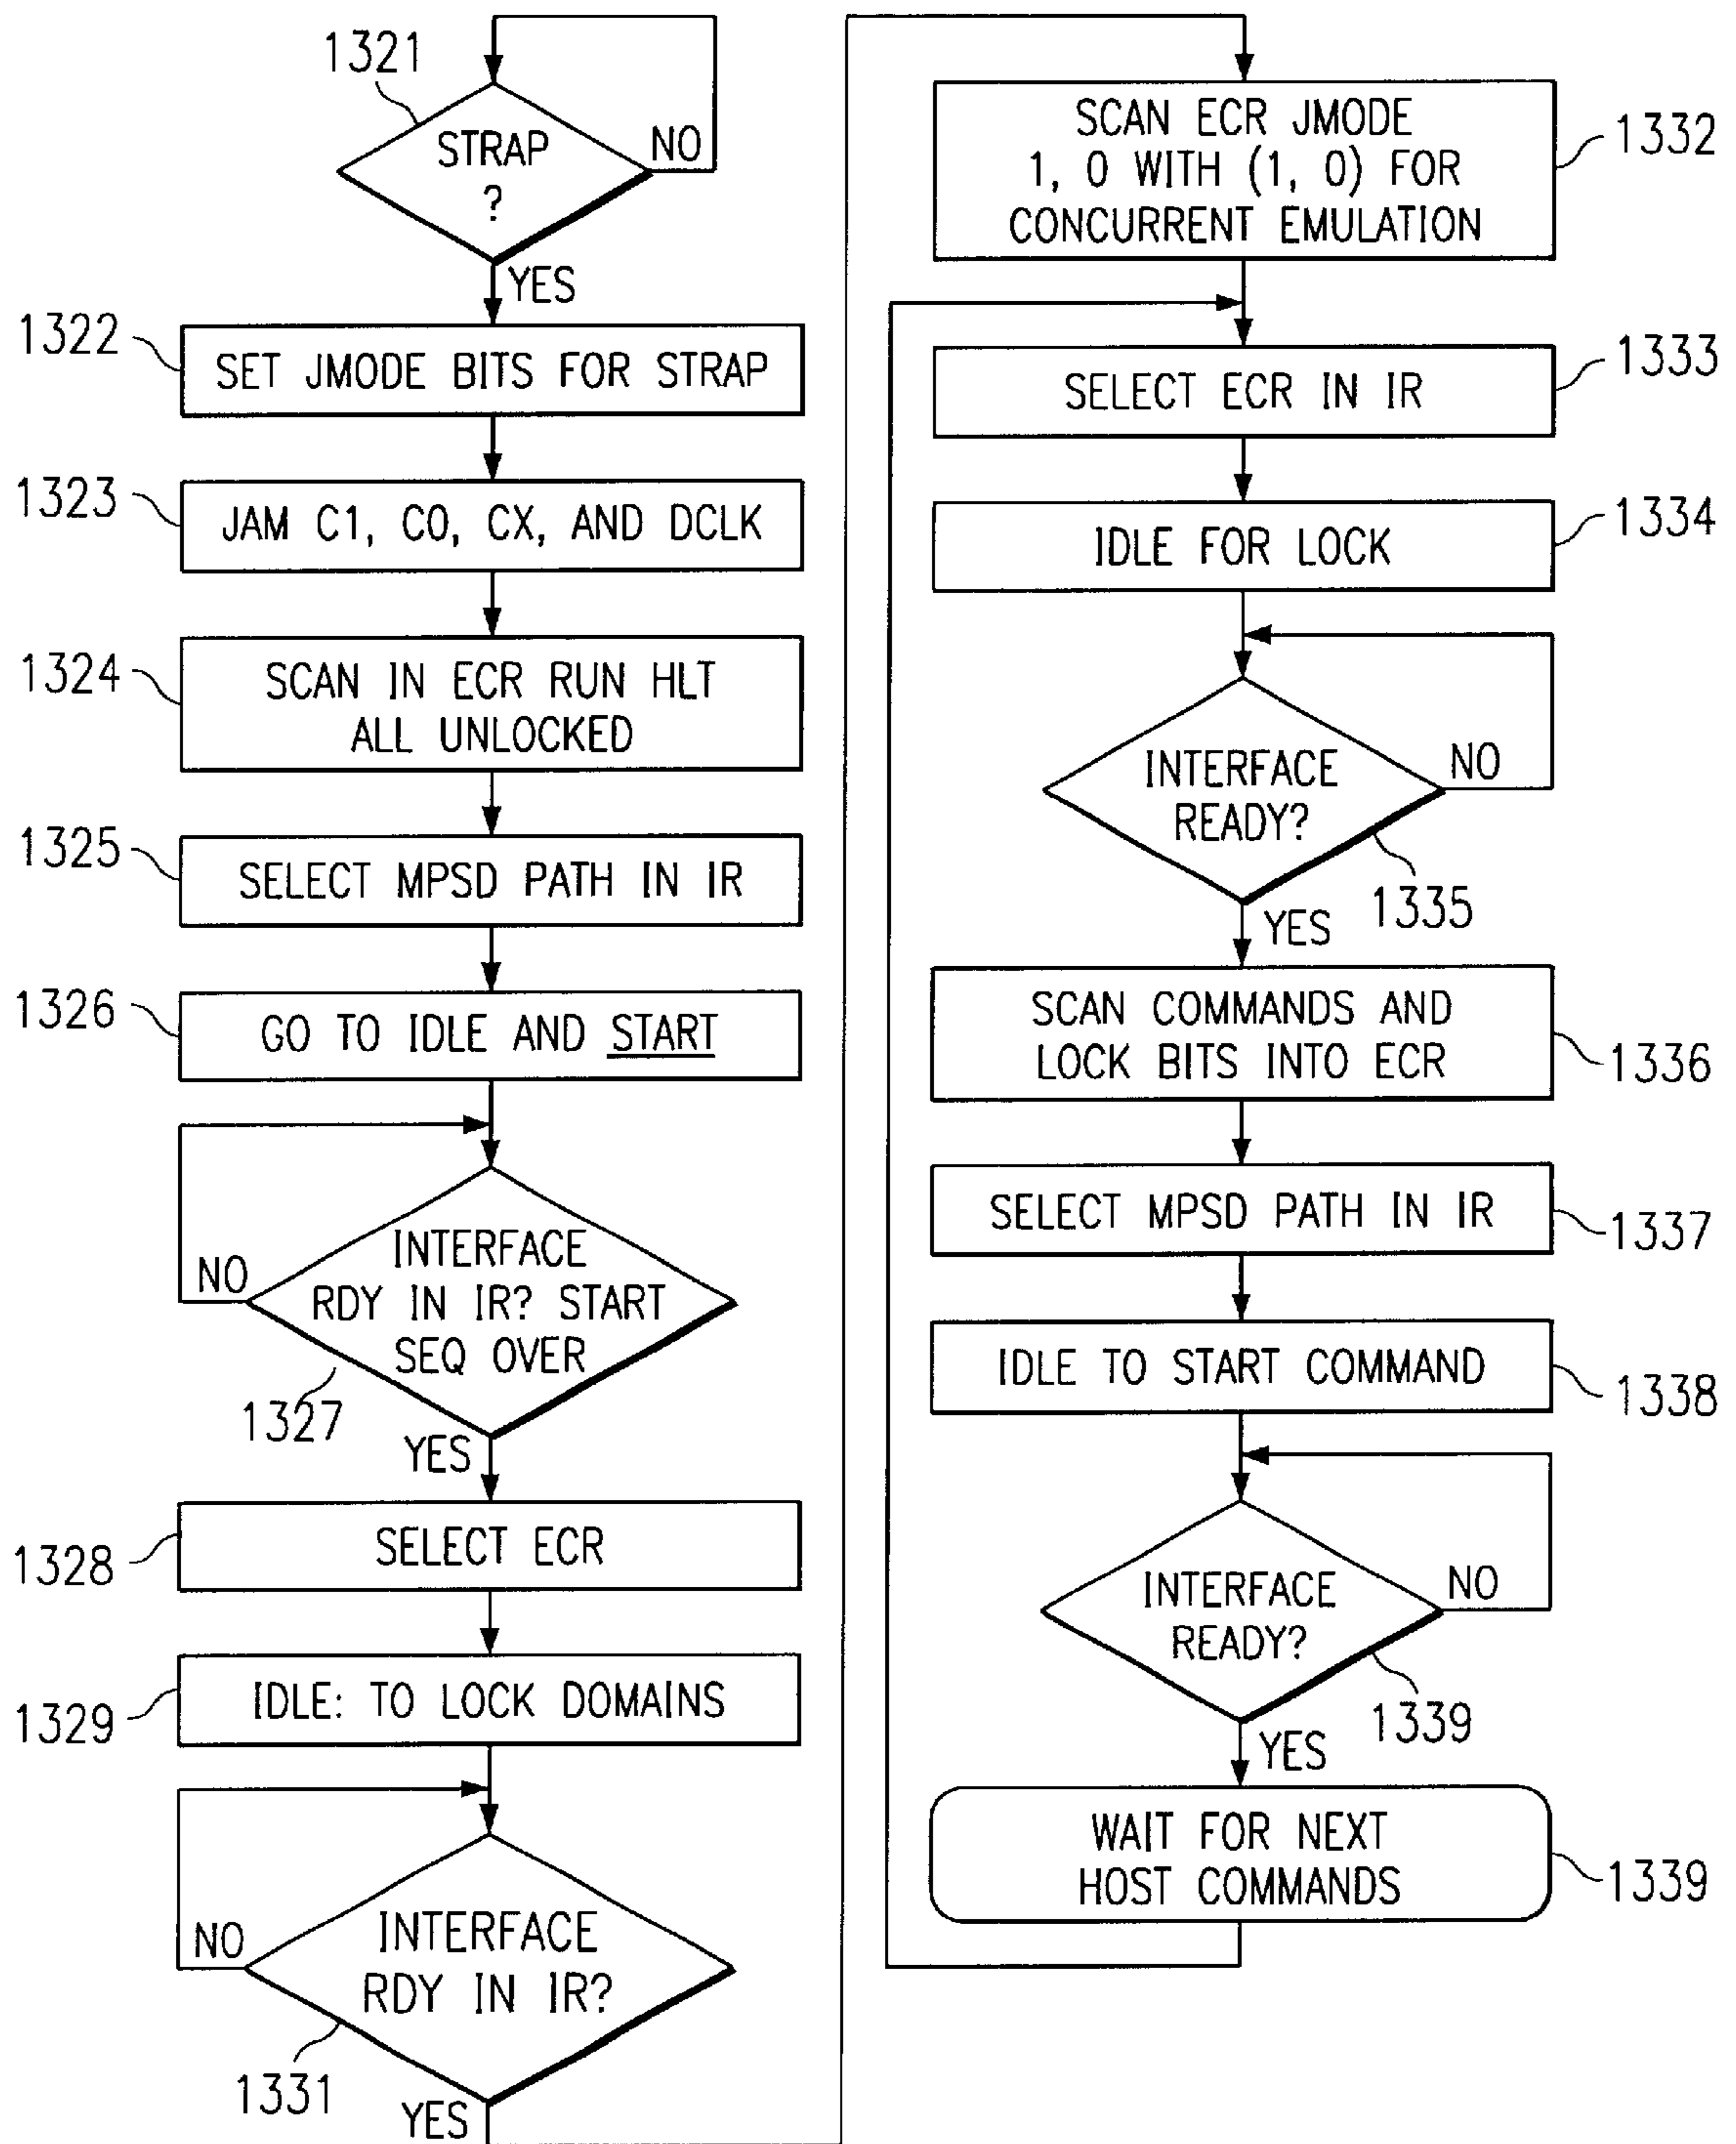 1321
STRAP
?
NO
YES
1322
SET JMODE BITS FOR STRAP
1323
JAM C1, C0, CX, AND DCLK
1324
SCAN IN ECR RUN HLT
ALL UNLOCKED
1325
SELECT MPSD PATH IN IR
1326
GO TO IDLE AND START
INTERFACE
RDY IN IR? START
SEQ OVER
NO
1327
YES
1328
SELECT ECR
1329
IDLE: TO LOCK DOMAINS
INTERFACE
RDY IN IR?
NO
1331
YES
SCAN ECR JMODE
1, 0 WITH (1, 0) FOR
CONCURRENT EMULATION
1332
SELECT ECR IN IR
1333
IDLE FOR LOCK
1334
INTERFACE
READY?
NO
1335
YES
SCAN COMMANDS AND
LOCK BITS INTO ECR
1336
SELECT MPSD PATH IN IR
1337
IDLE TO START COMMAND
1338
INTERFACE
READY?
NO
1339
YES
WAIT FOR NEXT
HOST COMMANDS
1339